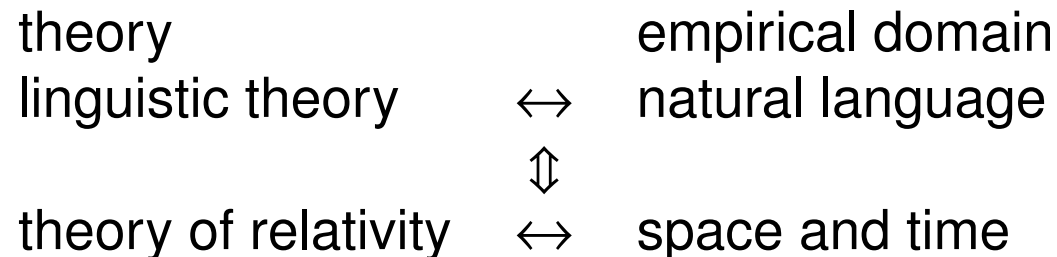 theory empirical domain
linguistic theory ↔ natural language
⇕
theory of relativity ↔ space and time